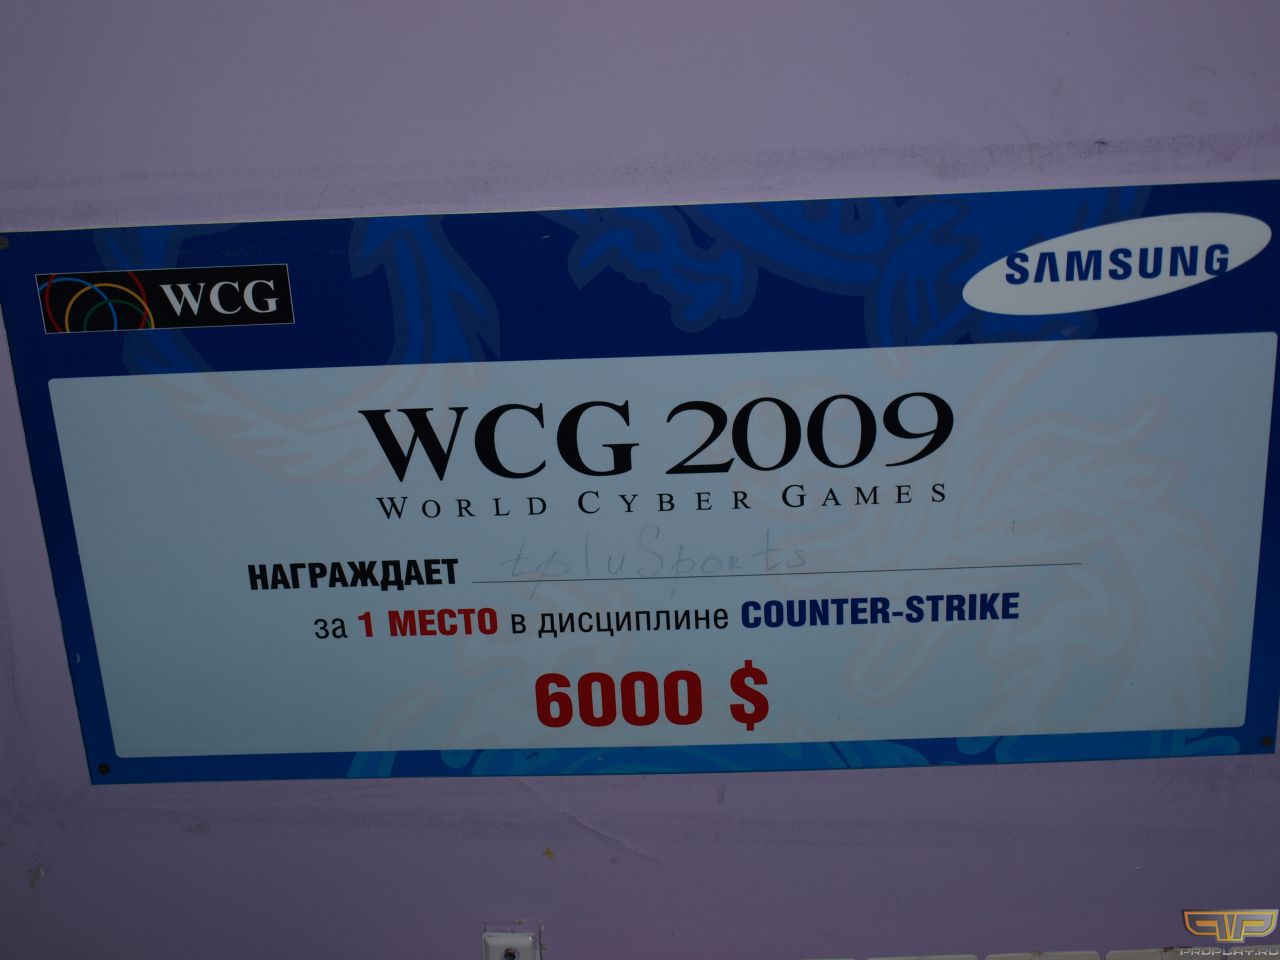 WCG
SAMSUNG
WCG 2009
WORLD CYBER GAMES
НАГРАЖДАЕТ tpluSports
за 1 МЕСТО в дисциплине COUNTER-STRIKE
6000 $
PROPLAY.RU